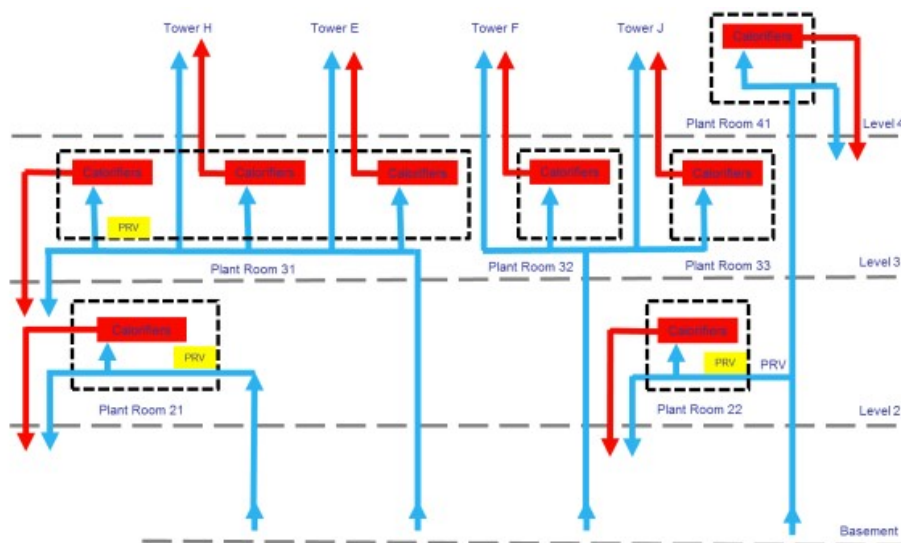 Tower H
Tower E
Tower F
Tower J
Calorifiers
Plant Room 41
Level 4
Calorifiers
Calorifiers
Calorifiers
Calorifiers
Calorifiers
PRV
Plant Room 31
Plant Room 32
Plant Room 33
Level 3
Calorifiers
PRV
Calorifiers
PRV
PRV
Plant Room 21
Plant Room 22
Level 2
Basement